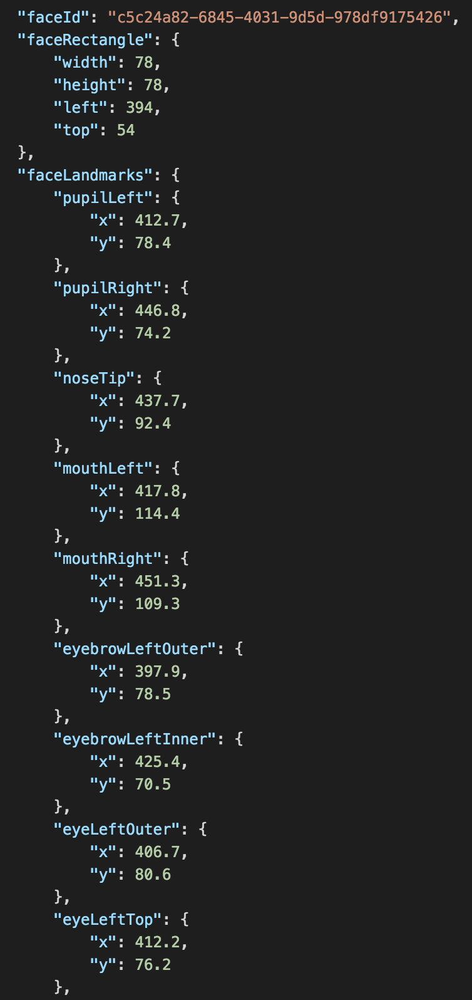 "faceId": "c5c24a82-6845-4031-9d5d-978df9175426",
"faceRectangle": {
    "width": 78,
    "height": 78,
    "left": 394,
    "top": 54
},
"faceLandmarks": {
    "pupilLeft": {
        "x": 412.7,
        "y": 78.4
    },
    "pupilRight": {
        "x": 446.8,
        "y": 74.2
    },
    "noseTip": {
        "x": 437.7,
        "y": 92.4
    },
    "mouthLeft": {
        "x": 417.8,
        "y": 114.4
    },
    "mouthRight": {
        "x": 451.3,
        "y": 109.3
    },
    "eyebrowLeftOuter": {
        "x": 397.9,
        "y": 78.5
    },
    "eyebrowLeftInner": {
        "x": 425.4,
        "y": 70.5
    },
    "eyeLeftOuter": {
        "x": 406.7,
        "y": 80.6
    },
    "eyeLeftTop": {
        "x": 412.2,
        "y": 76.2
    },